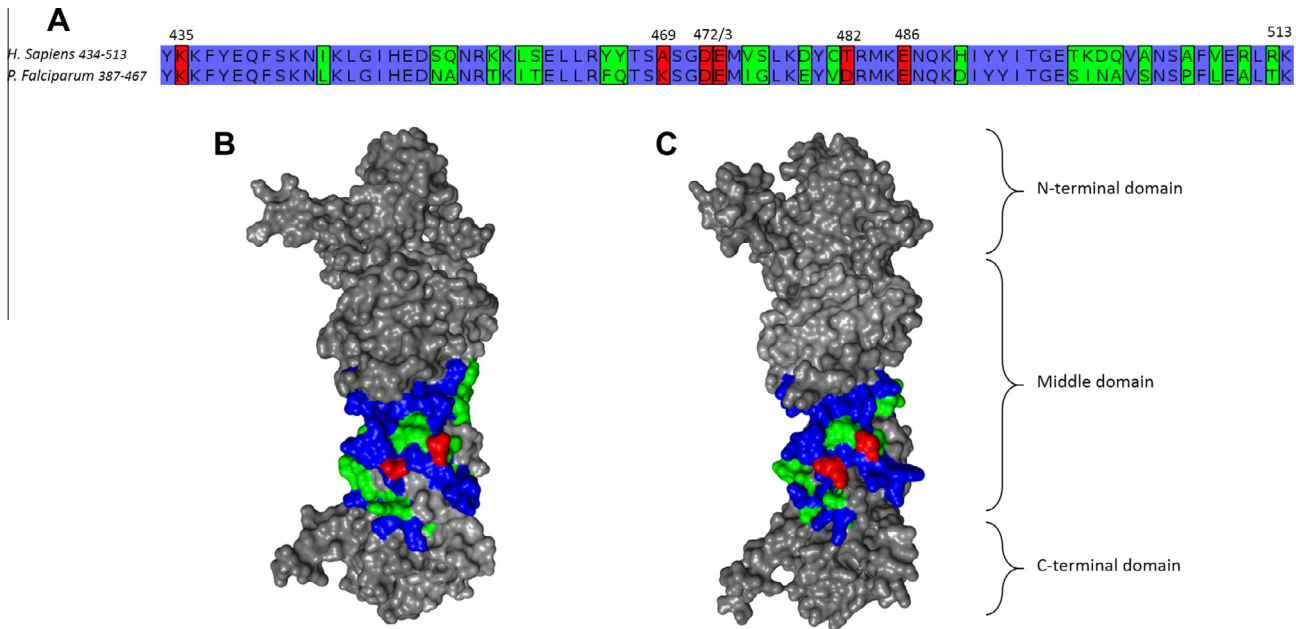 A
435 469 472/3 482 486 513
H. Sapiens 434-513 YKKFYEQFSKNIKLGIHEDSQNRKKLSELLRYYTSASGDEMVSLKDYCTRMKENQKHIYYITGETKDQVANSAFVERLRK
P. Falciparum 387-467 YKKFYEQFSKNLKLGIHEDNANRTKITELLRFQTSKSGDEMIGLKEYVDRMKENQKDIYYITGESINAVSNSPFLEALTK
B C
N-terminal domain
Middle domain
C-terminal domain